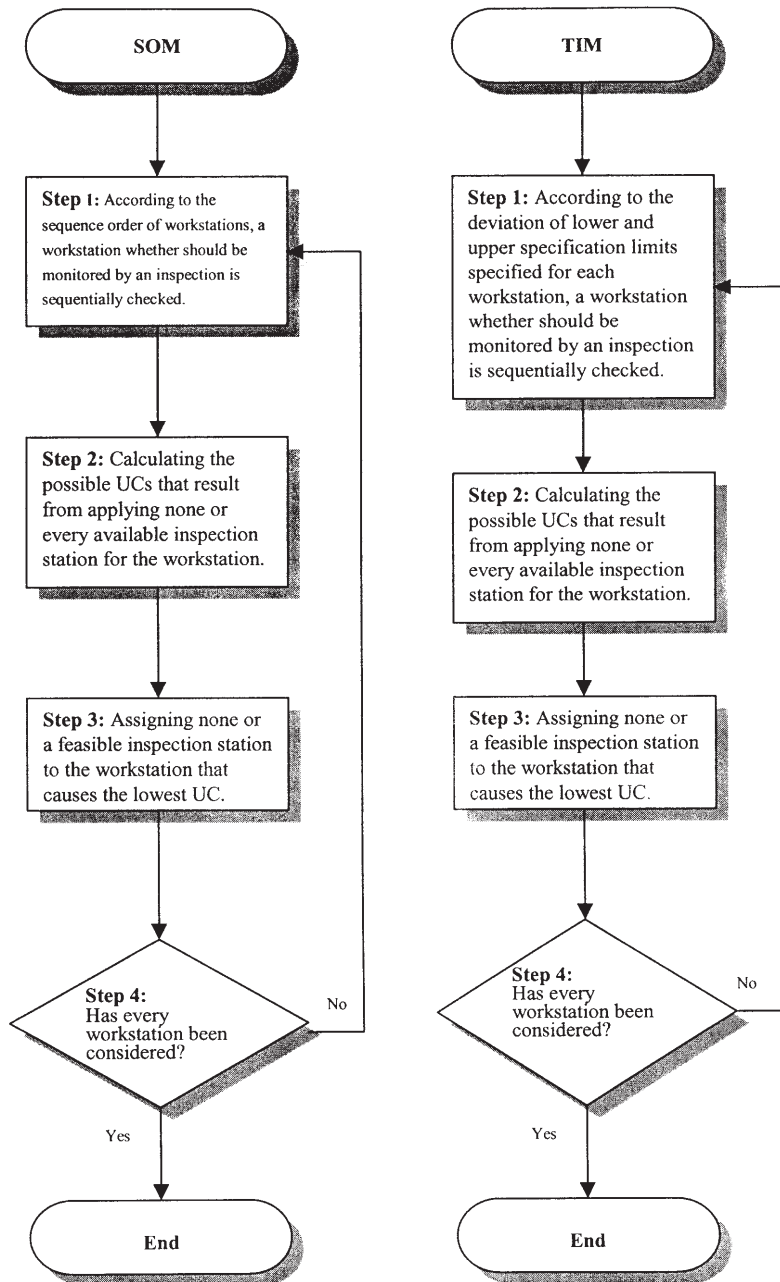 SOM
Step 1: According to the
sequence order of workstations, a
workstation whether should be
monitored by an inspection is
sequentially checked.
Step 2: Calculating the
possible UCs that result
from applying none or
every available inspection
station for the workstation.
Step 3: Assigning none or
a feasible inspection station
to the workstation that
causes the lowest UC.
Step 4:
Has every
workstation been
considered?
No
Yes
End
TIM
Step 1: According to the
deviation of lower and
upper specification limits
specified for each
workstation, a workstation
whether should be
monitored by an inspection
is sequentially checked.
Step 2: Calculating the
possible UCs that result
from applying none or
every available inspection
station for the workstation.
Step 3: Assigning none or
a feasible inspection station
to the workstation that
causes the lowest UC.
Step 4:
Has every
workstation been
considered?
No
Yes
End